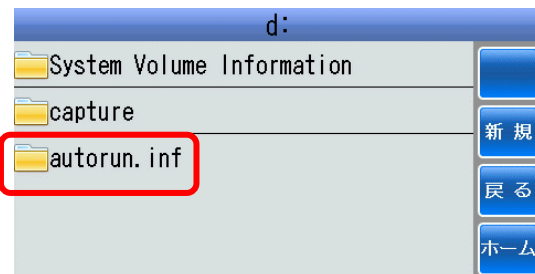 d:
System Volume Information
capture
autorun.inf
新規
戻る
ホーム